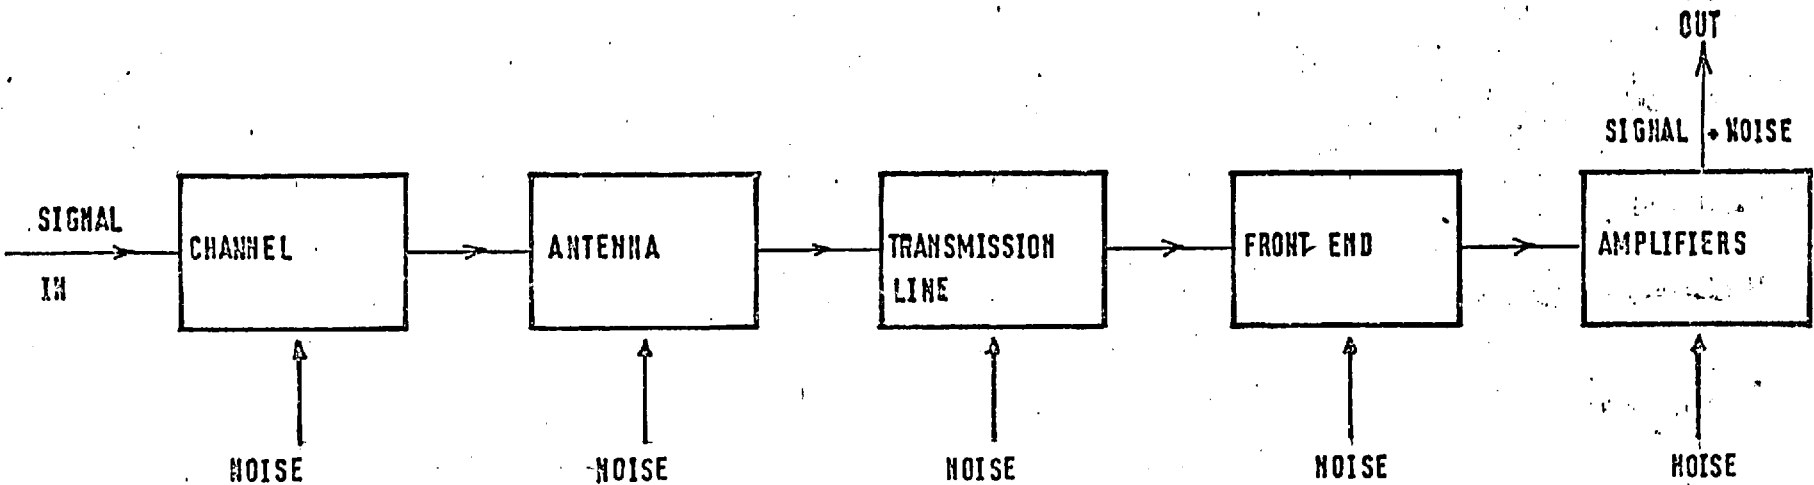 OUT
SIGNAL + NOISE
SIGNAL
IN
CHANNEL
ANTENNA
TRANSMISSION
LINE
FRONT END
AMPLIFIERS
NOISE
NOISE
NOISE
NOISE
NOISE